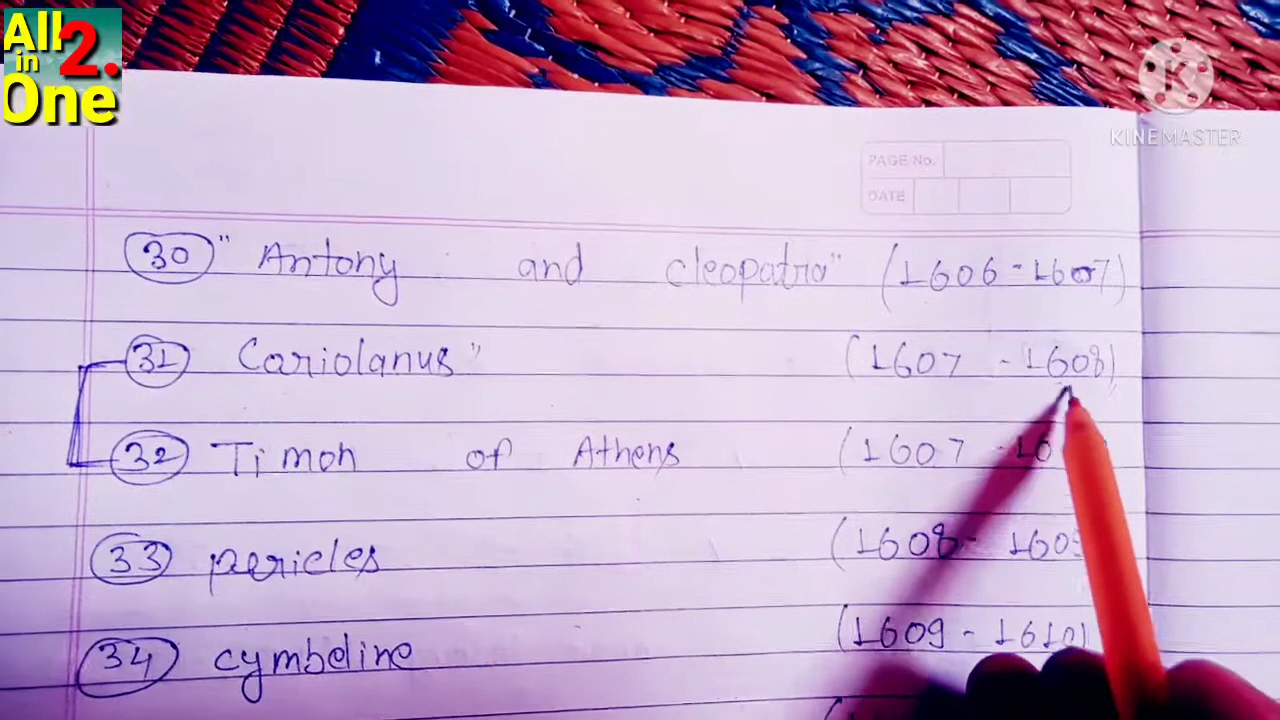 All
in 2.
One
KINEMASTER
PAGE No.
DATE
30 " Antony and cleopatra" (1606 - 1607)
31 Cariolanus" (1607 - 1608)
32 Timon of Athens (1607 -
33 pericles (1608 -
34 cymbeline (1609 - 1610)